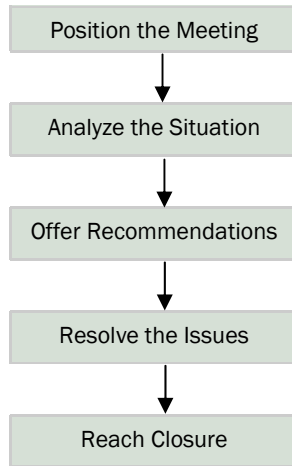 Position the Meeting
Analyze the Situation
Offer Recommendations
Resolve the Issues
Reach Closure